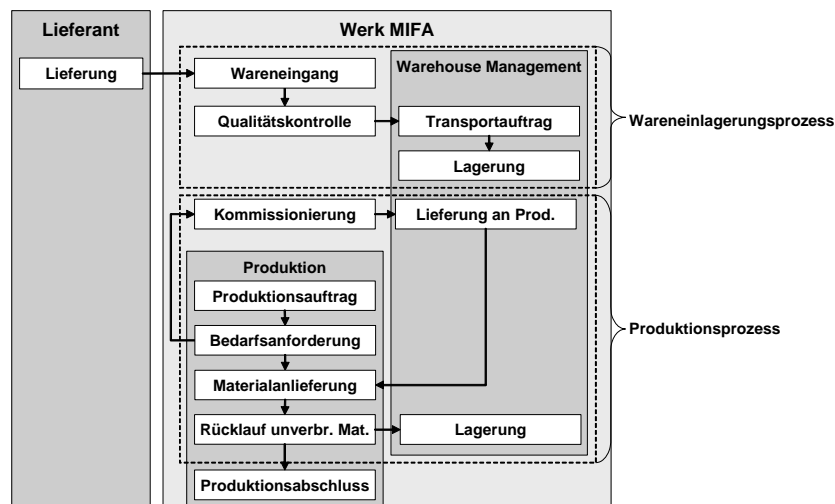 Lieferant
Werk MIFA
Lieferung
Wareneingang
Warehouse Management
Qualitätskontrolle
Transportauftrag
Wareneinlagerungsprozess
Lagerung
Kommissionierung
Lieferung an Prod.
Produktion
Produktionsauftrag
Bedarfsanforderung
Produktionsprozess
Materialanlieferung
Rücklauf unverbr. Mat.
Lagerung
Produktionsabschluss